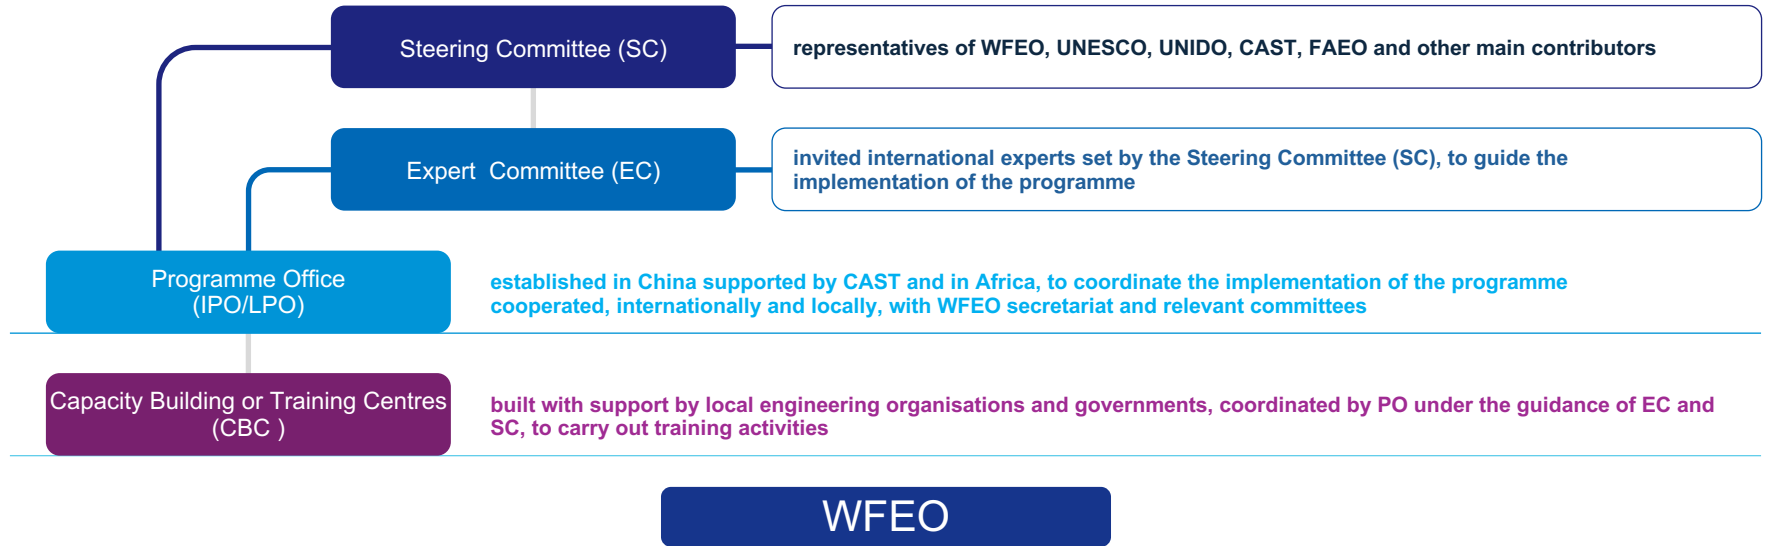 Steering Committee (SC)
representatives of WFEO, UNESCO, UNIDO, CAST, FAEO and other main contributors
Expert  Committee (EC)
invited international experts set by the Steering Committee (SC), to guide the
implementation of the programme
Programme Office
(IPO/LPO)
established in China supported by CAST and in Africa, to coordinate the implementation of the programme
cooperated, internationally and locally, with WFEO secretariat and relevant committees
Capacity Building or Training Centres
(CBC )
built with support by local engineering organisations and governments, coordinated by PO under the guidance of EC and
SC, to carry out training activities
WFEO